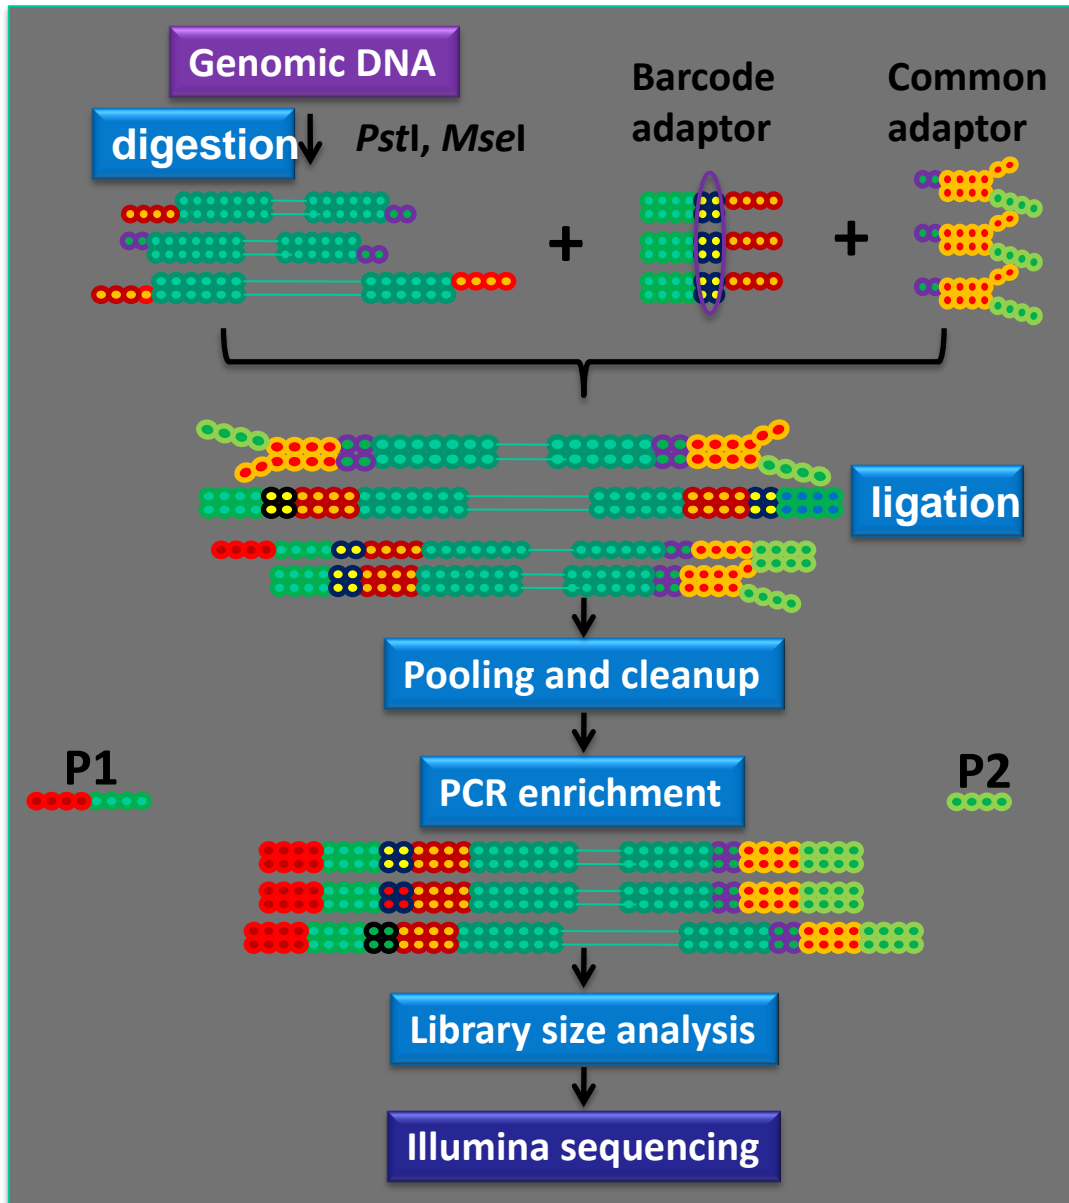 Genomic DNA
digestion
PstI, MseI
Barcode
adaptor
Common
adaptor
+
+
ligation
Pooling and cleanup
P1
PCR enrichment
P2
Library size analysis
Illumina sequencing